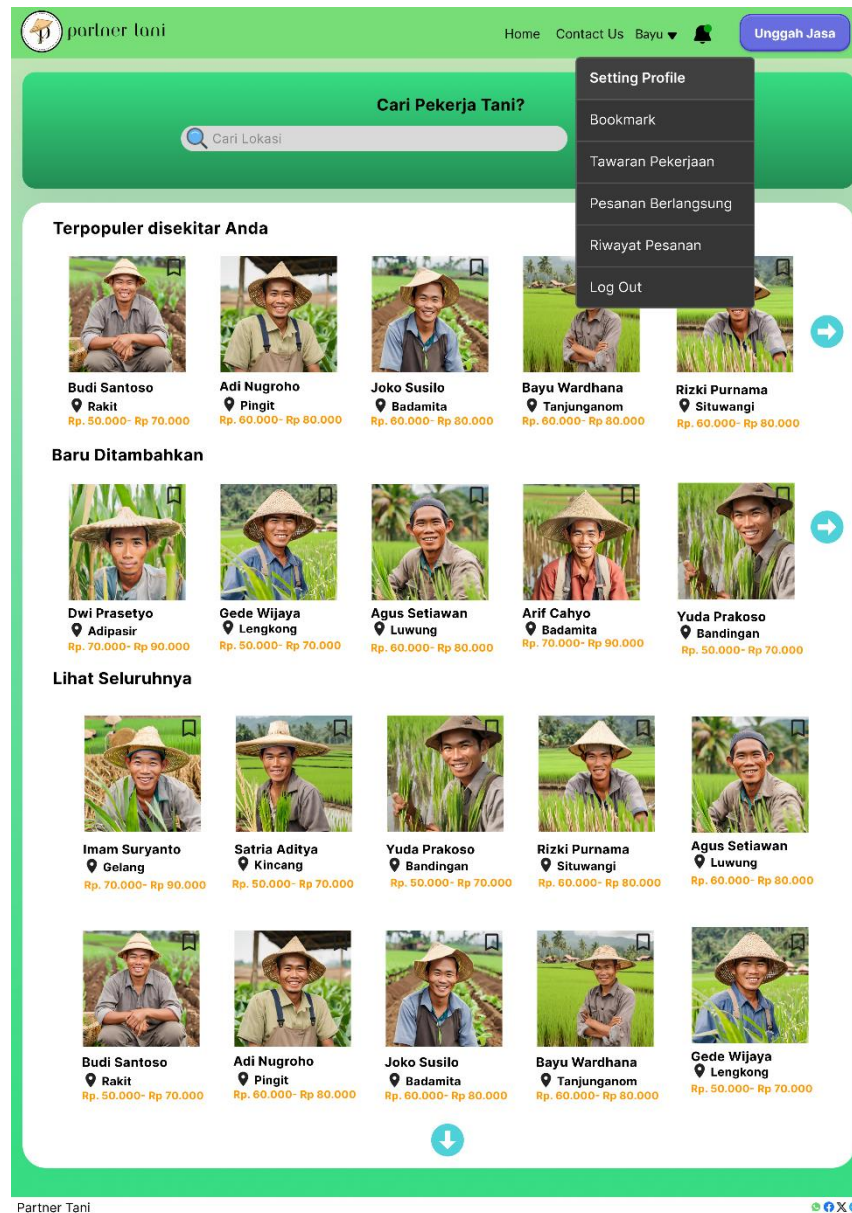 partner tani
Home Contact Us Bayu Unggah Jasa
Setting Profile
Bookmark
Tawaran Pekerjaan
Pesanan Berlangsung
Riwayat Pesanan
Log Out
Cari Pekerja Tani?
Cari Lokasi
Terpopuler disekitar Anda
Budi Santoso
Rakit
Rp. 50.000- Rp 70.000
Adi Nugroho
Pingit
Rp. 60.000- Rp 80.000
Joko Susilo
Badamita
Rp. 60.000- Rp 80.000
Bayu Wardhana
Tanjunganom
Rp. 60.000- Rp 80.000
Rizki Purnama
Situwangi
Rp. 60.000- Rp 80.000
Baru Ditambahkan
Dwi Prasetyo
Adipasir
Rp. 70.000- Rp 90.000
Gede Wijaya
Lengkong
Rp. 50.000- Rp 70.000
Agus Setiawan
Luwung
Rp. 60.000- Rp 80.000
Arif Cahyo
Badamita
Rp. 70.000- Rp 90.000
Yuda Prakoso
Bandingan
Rp. 50.000- Rp 70.000
Lihat Seluruhnya
Imam Suryanto
Gelang
Rp. 70.000- Rp 90.000
Satria Aditya
Kincang
Rp. 50.000- Rp 70.000
Yuda Prakoso
Bandingan
Rp. 50.000- Rp 70.000
Rizki Purnama
Situwangi
Rp. 60.000- Rp 80.000
Agus Setiawan
Luwung
Rp. 60.000- Rp 80.000
Budi Santoso
Rakit
Rp. 50.000- Rp 70.000
Adi Nugroho
Pingit
Rp. 60.000- Rp 80.000
Joko Susilo
Badamita
Rp. 60.000- Rp 80.000
Bayu Wardhana
Tanjunganom
Rp. 60.000- Rp 80.000
Gede Wijaya
Lengkong
Rp. 50.000- Rp 70.000
Partner Tani